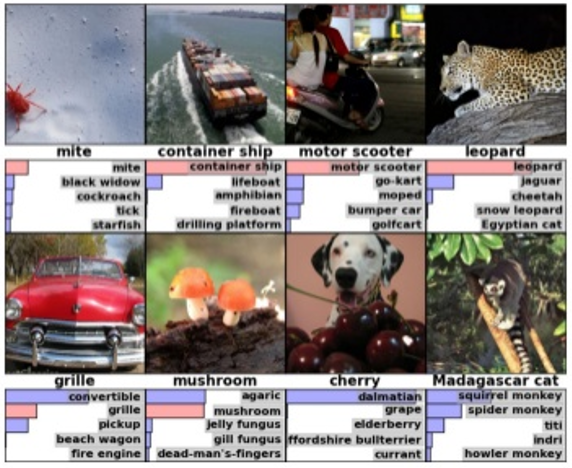 mite
container ship
motor scooter
leopard
mite
black widow
cockroach
tick
starfish
container ship
lifeboat
amphibian
fireboat
drilling platform
motor scooter
go-kart
moped
bumper car
golfcart
leopard
jaguar
cheetah
snow leopard
Egyptian cat
grille
mushroom
cherry
Madagascar cat
convertible
grille
pickup
beach wagon
fire engine
agaric
mushroom
jelly fungus
gill fungus
dead-man's-fingers
dalmatian
grape
elderberry
ffordshire bullterrier
currant
squirrel monkey
spider monkey
titi
indri
howler monkey